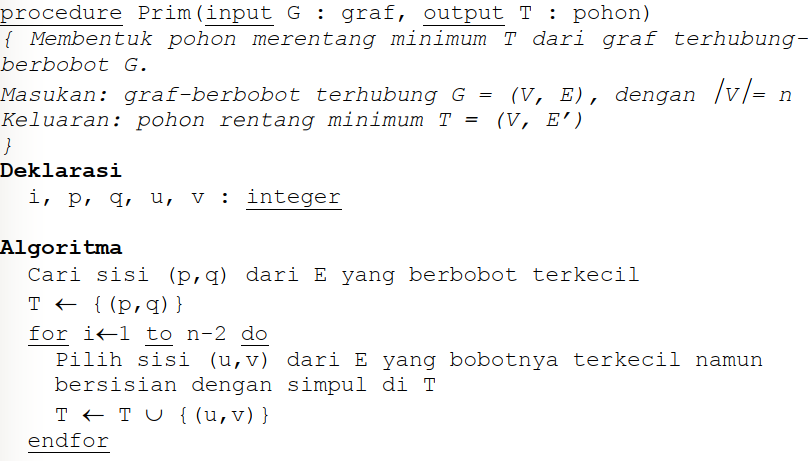 procedure Prim(input G : graf, output T : pohon)
{ Membentuk pohon merentang minimum T dari graf terhubung-
berbobot G.
Masukan: graf-berbobot terhubung G = (V, E), dengan |V|= n
Keluaran: pohon rentang minimum T = (V, E’)
}
Deklarasi
i, p, q, u, v : integer
Algoritma
Cari sisi (p,q) dari E yang berbobot terkecil
T ← {(p,q)}
for i←1 to n-2 do
Pilih sisi (u,v) dari E yang bobotnya terkecil namun
bersisian dengan simpul di T
T ← T ∪ {(u,v)}
endfor